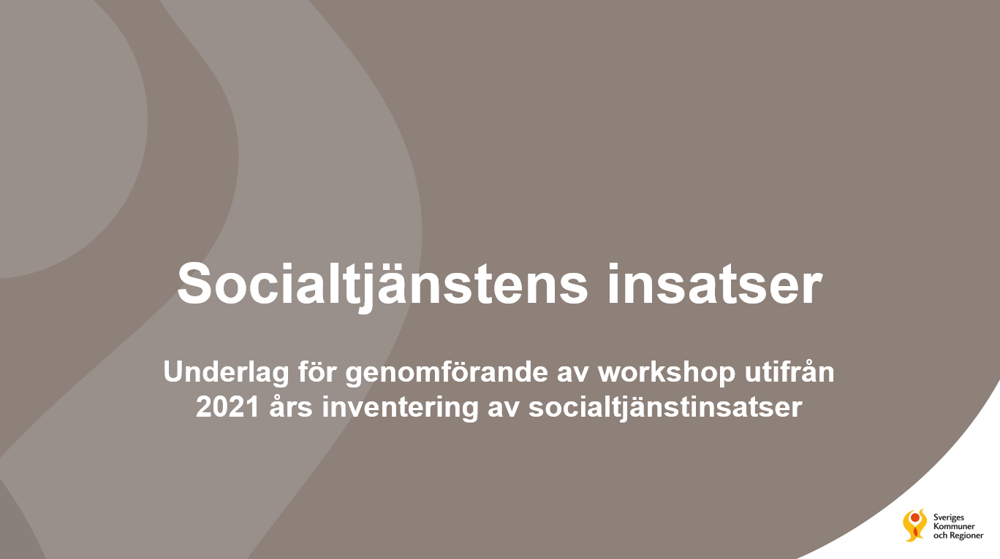 Socialtjänstens insatser
Underlag för genomförande av workshop utifrån
2021 års inventering av socialtjänstinsatser
Sveriges
Kommuner
och Regioner